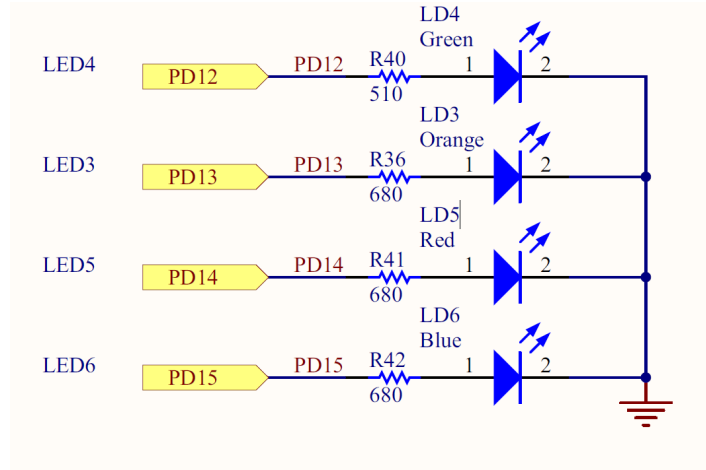 LD4
Green
LED4
PD12
PD12
R40
510
1
2
LD3
Orange
LED3
PD13
PD13
R36
680
1
2
LD5
Red
LED5
PD14
PD14
R41
680
1
2
LD6
Blue
LED6
PD15
PD15
R42
680
1
2